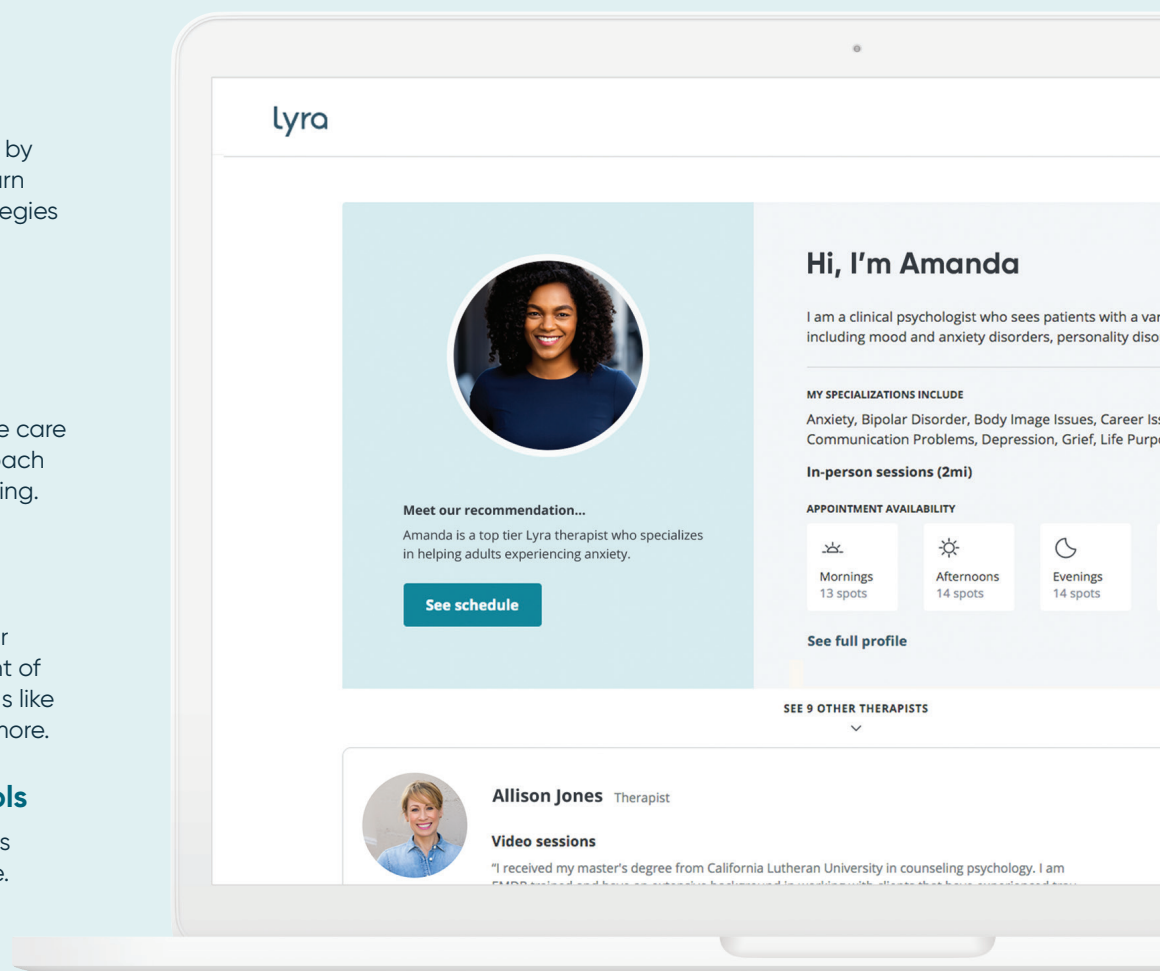 by
egies
e care
ing.
of
s like
more.
s
lyra
Meet our recommendation...
Amanda is a top tier Lyra therapist who specializes
in helping adults experiencing anxiety.
See schedule
Hi, I'm Amanda
I am a clinical psychologist who sees patients with a var
including mood and anxiety disorders, personality diso
MY SPECIALIZATIONS INCLUDE
Anxiety, Bipolar Disorder, Body Image Issues, Career Is
Communication Problems, Depression, Grief, Life Purp
In-person sessions (2mi)
APPOINTMENT AVAILABILITY
Mornings
13 spots
Afternoons
14 spots
Evenings
14 spots
See full profile
SEE 9 OTHER THERAPISTS
Allison Jones Therapist
Video sessions
"I received my master's degree from California Lutheran University in counseling psychology. I am